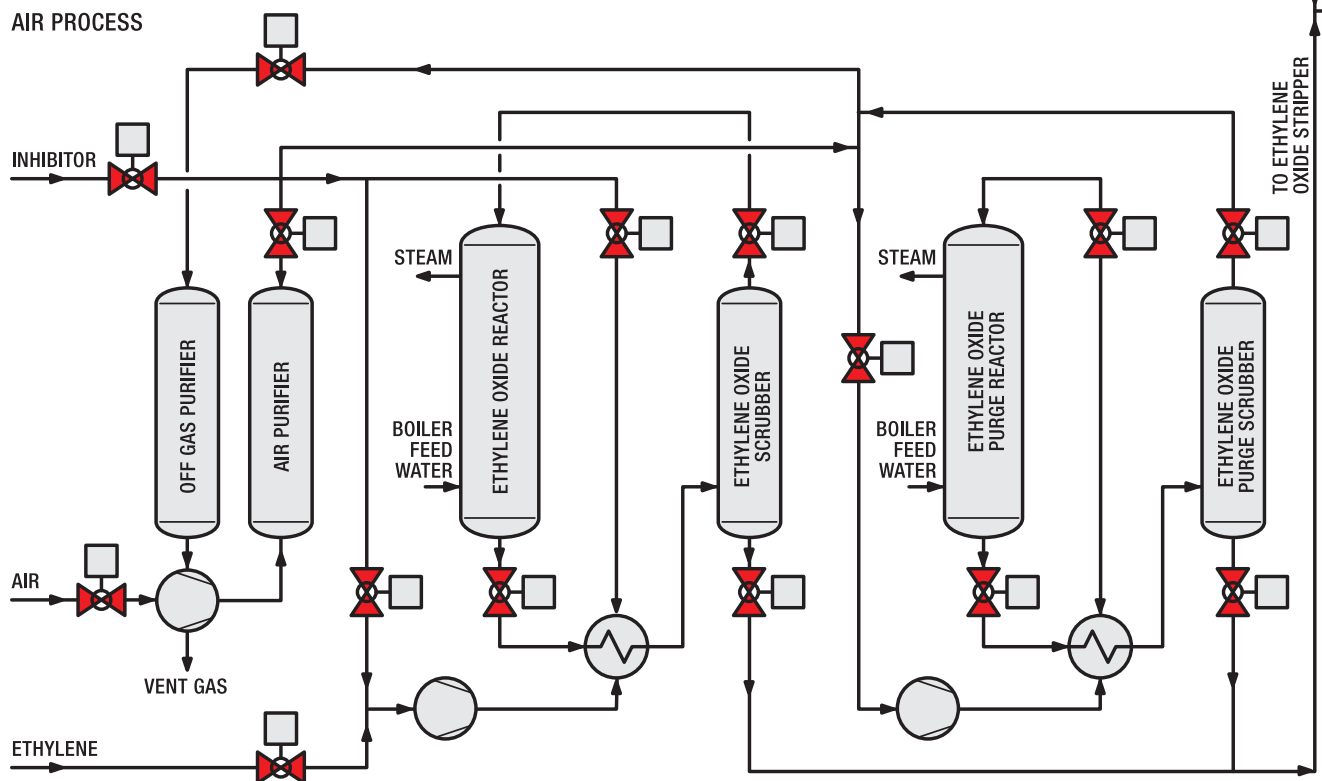 AIR PROCESS
INHIBITOR
TO ETHYLENE
OXIDE STRIPPER
STEAM
STEAM
OFF GAS PURIFIER
AIR PURIFIER
ETHYLENE OXIDE REACTOR
ETHYLENE OXIDE
SCRUBBER
ETHYLENE OXIDE
PURGE REACTOR
ETHYLENE OXIDE
PURGE SCRUBBER
BOILER
FEED
WATER
BOILER
FEED
WATER
AIR
VENT GAS
ETHYLENE